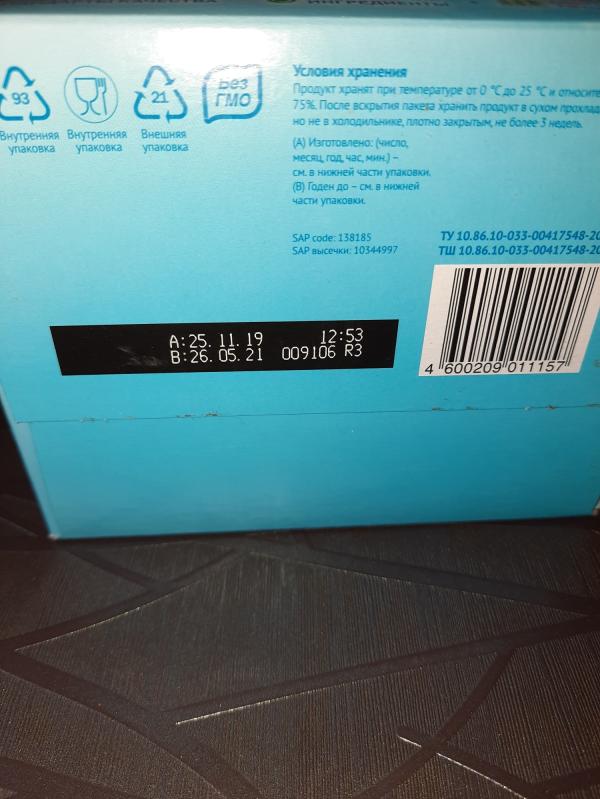 ИНГРЕДИЕНТЫ
93
21
БЕЗ
ГМО
Внутренняя
упаковка
Внутренняя
упаковка
Внешняя
упаковка
Условия хранения
Продукт хранят при температуре от 0 °C до 25 °C и
75%. После вскрытия пакета хранить продукт в сухом
но не в холодильнике, плотно закрытым, не более 3 недель.
(А) Изготовлено: (число,
месяц, год, час, мин.) –
см. в нижней части упаковки.
(В) Годен до – см. в нижней
части упаковки.
SAP code: 138185
SAP высечки: 10344997
ТУ 10.86.10-033-00417548-20
ТШ 10.86.10-033-00417548-20
A:25. 11. 19 12:53
B:26. 05. 21 009106 R3
4 600209 011157